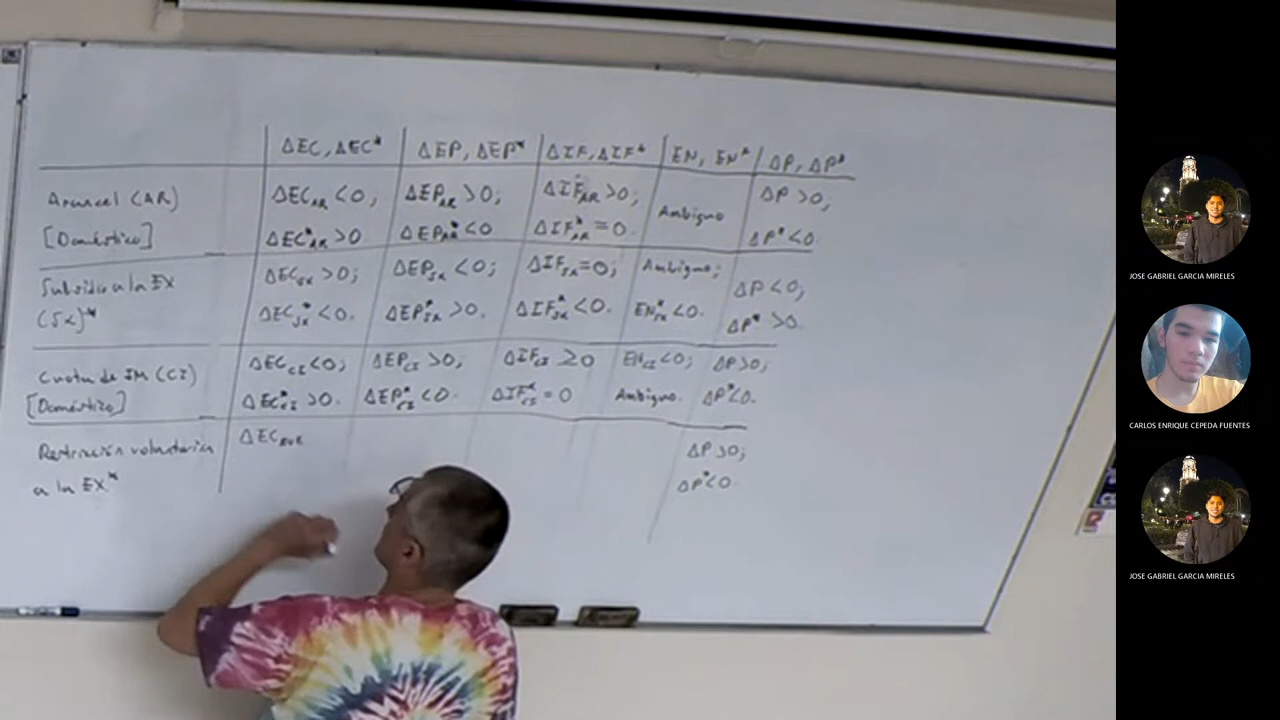 ΔEC, ΔEC* ΔEP, ΔEP* ΔIF, ΔIF* EN, EN* ΔP, ΔP*
Arancel (AR) ΔEC_AR <0; ΔEP_AR >0; ΔIF_AR >0; Ambiguo ΔP >0;
[Doméstico] ΔEC*_AR >0 ΔEP*_AR <0 ΔIF*_AR =0. ΔP* <0.
Subsidio a la EX ΔEC_SX >0; ΔEP_SX <0; ΔIF_SX =0; Ambiguo; ΔP <0;
(SX)* ΔEC*_SX <0. ΔEP*_SX >0. ΔIF*_SX <0. EN*_SX <0. ΔP* >0.
Cuota de IM (CI) ΔEC_CI <0; ΔEP_CI >0; ΔIF_CI ≥0 EN_CI <0; ΔP >0;
[Doméstico] ΔEC*_CI >0. ΔEP*_CI <0. ΔIF*_CI =0 Ambiguo. ΔP* <0.
Restricción voluntaria ΔEC_RVE ΔP >0;
a la EX* ΔP* <0.
JOSE GABRIEL GARCIA MIRELES
CARLOS ENRIQUE CEPEDA FUENTES
JOSE GABRIEL GARCIA MIRELES